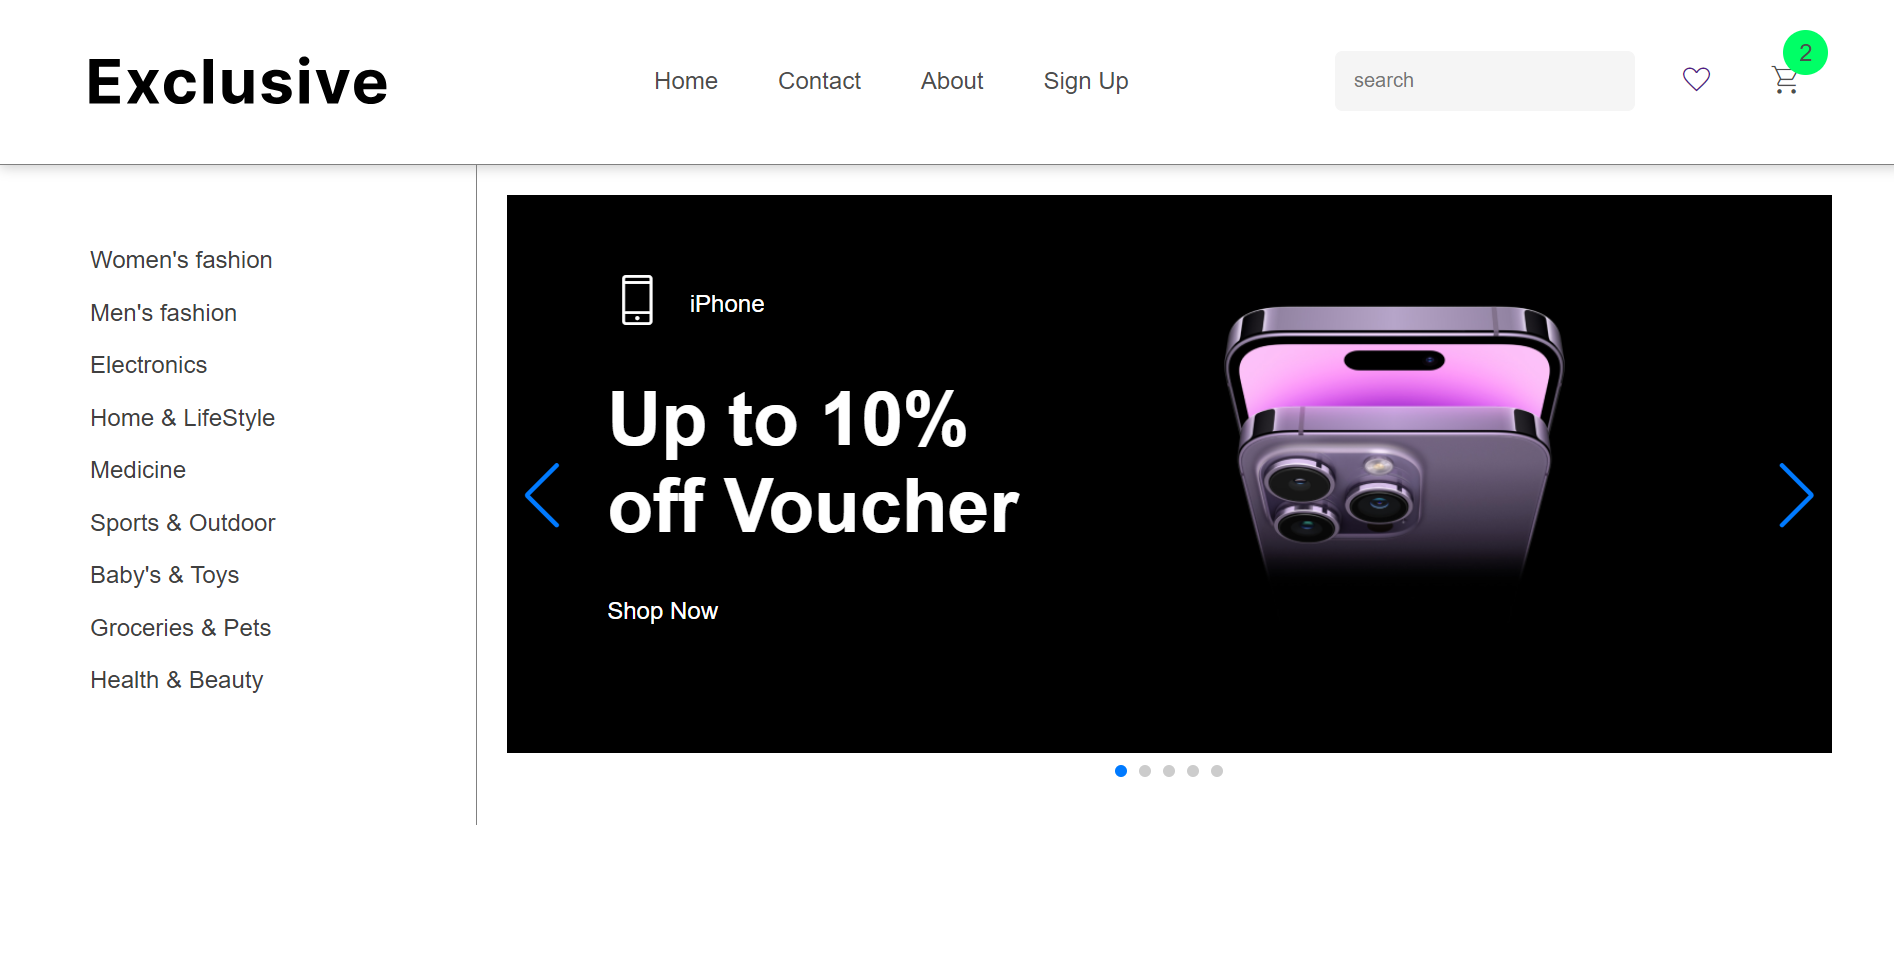 Exclusive
Home
Contact
About
Sign Up
search
2
Women's fashion
Men's fashion
Electronics
Home & LifeStyle
Medicine
Sports & Outdoor
Baby's & Toys
Groceries & Pets
Health & Beauty
iPhone
Up to 10%
off Voucher
Shop Now